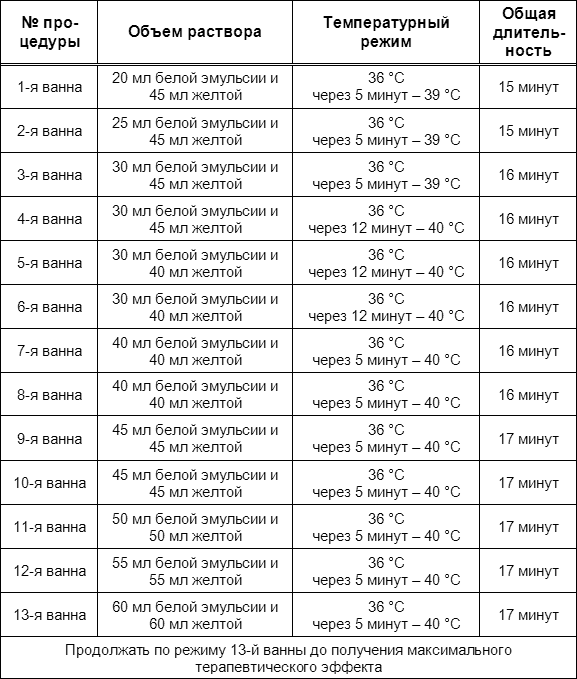 № про-
цедуры
Объем раствора
Температурный
режим
Общая
длитель-
ность
1-я ванна
20 мл белой эмульсии и
45 мл желтой
36 °C
через 5 минут – 39 °C
15 минут
2-я ванна
25 мл белой эмульсии и
45 мл желтой
36 °C
через 5 минут – 39 °C
15 минут
3-я ванна
30 мл белой эмульсии и
45 мл желтой
36 °C
через 5 минут – 39 °C
16 минут
4-я ванна
30 мл белой эмульсии и
45 мл желтой
36 °C
через 12 минут – 40 °C
16 минут
5-я ванна
30 мл белой эмульсии и
40 мл желтой
36 °C
через 12 минут – 40 °C
16 минут
6-я ванна
30 мл белой эмульсии и
40 мл желтой
36 °C
через 12 минут – 40 °C
16 минут
7-я ванна
40 мл белой эмульсии и
40 мл желтой
36 °C
через 5 минут – 40 °C
16 минут
8-я ванна
40 мл белой эмульсии и
40 мл желтой
36 °C
через 5 минут – 40 °C
16 минут
9-я ванна
45 мл белой эмульсии и
45 мл желтой
36 °C
через 5 минут – 40 °C
17 минут
10-я ванна
45 мл белой эмульсии и
45 мл желтой
36 °C
через 5 минут – 40 °C
17 минут
11-я ванна
50 мл белой эмульсии и
50 мл желтой
36 °C
через 5 минут – 40 °C
17 минут
12-я ванна
55 мл белой эмульсии и
55 мл желтой
36 °C
через 5 минут – 40 °C
17 минут
13-я ванна
60 мл белой эмульсии и
60 мл желтой
36 °C
через 5 минут – 40 °C
17 минут
Продолжать по режиму 13-й ванны до получения максимального
терапевтического эффекта